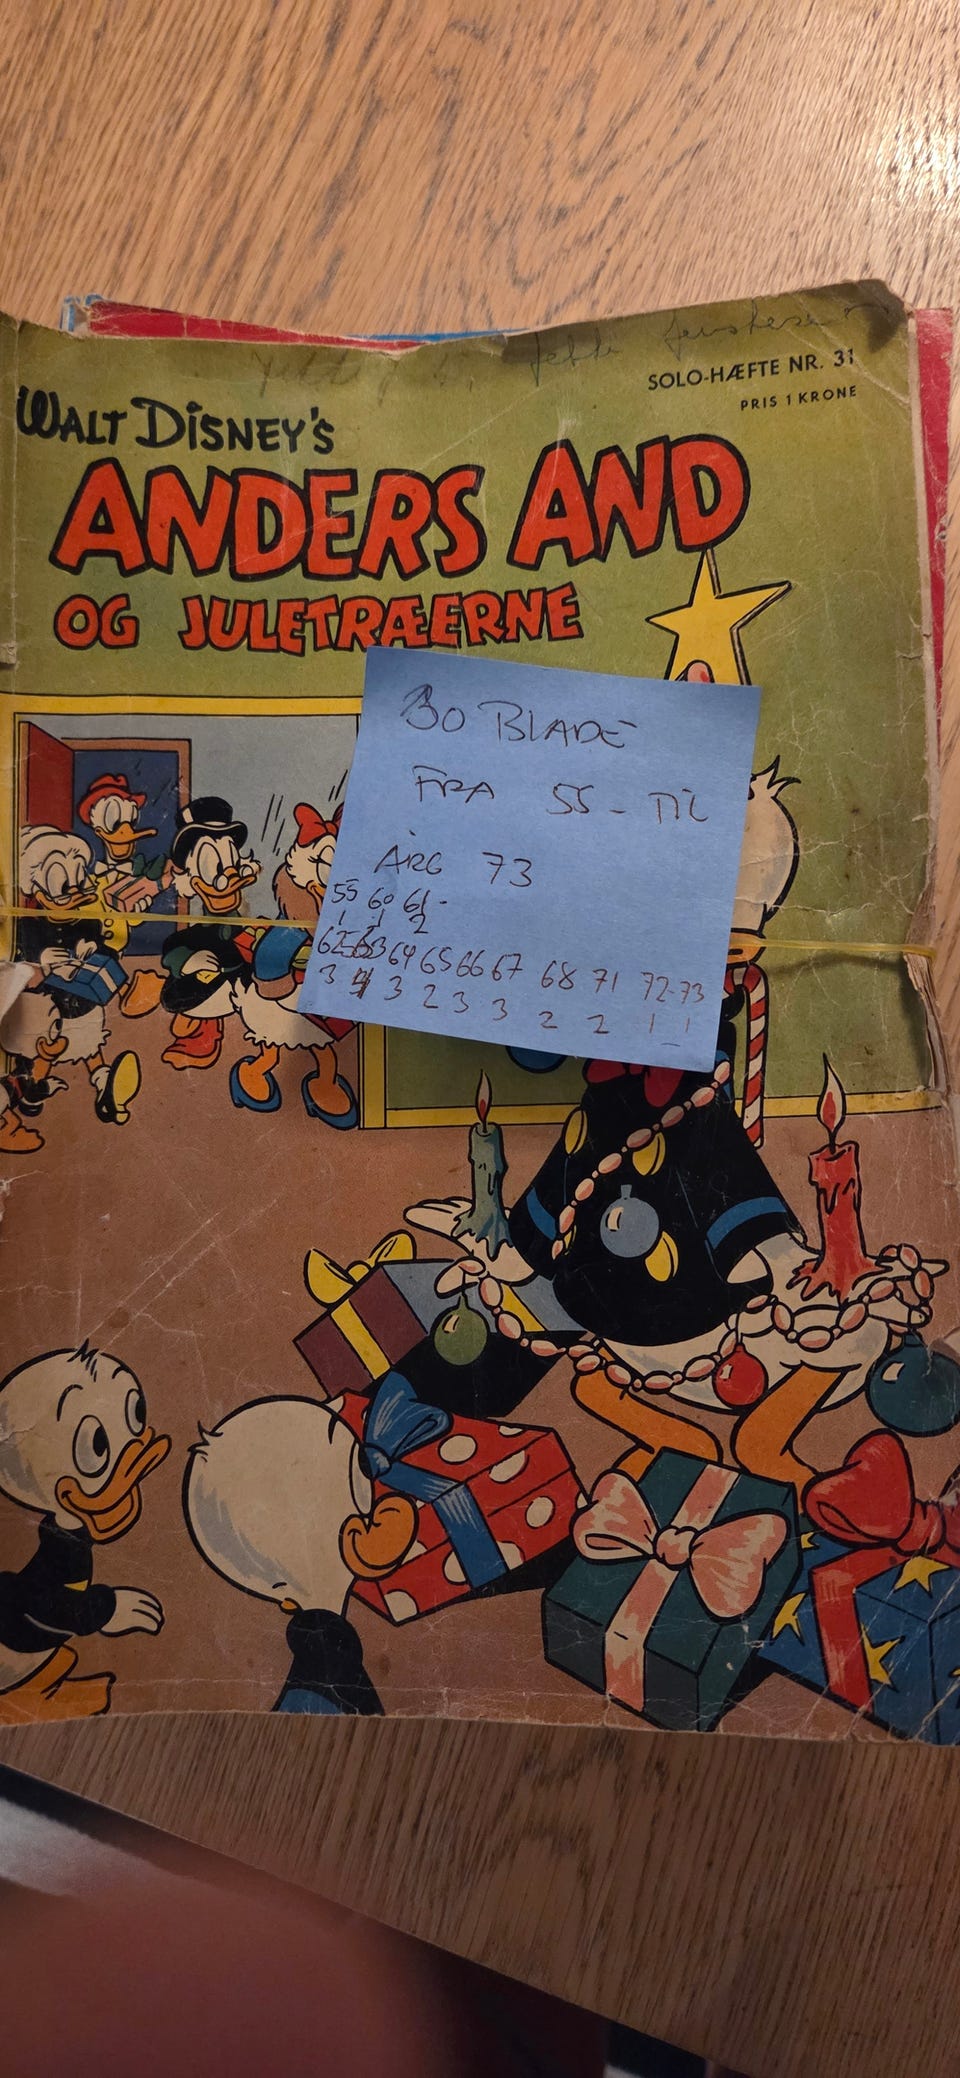 SOLO-HÆFTE NR. 31
PRIS 1 KRONE
WALT DISNEY'S
ANDERS AND
OG JULETRÆERNE
30 BLADE
FRA 55 - TIL
ÅRG 73
55 60 61-
1 1 2
62 63 64 65 66 67 68 71 72-73
3 4 3 2 3 3 2 2 1 1